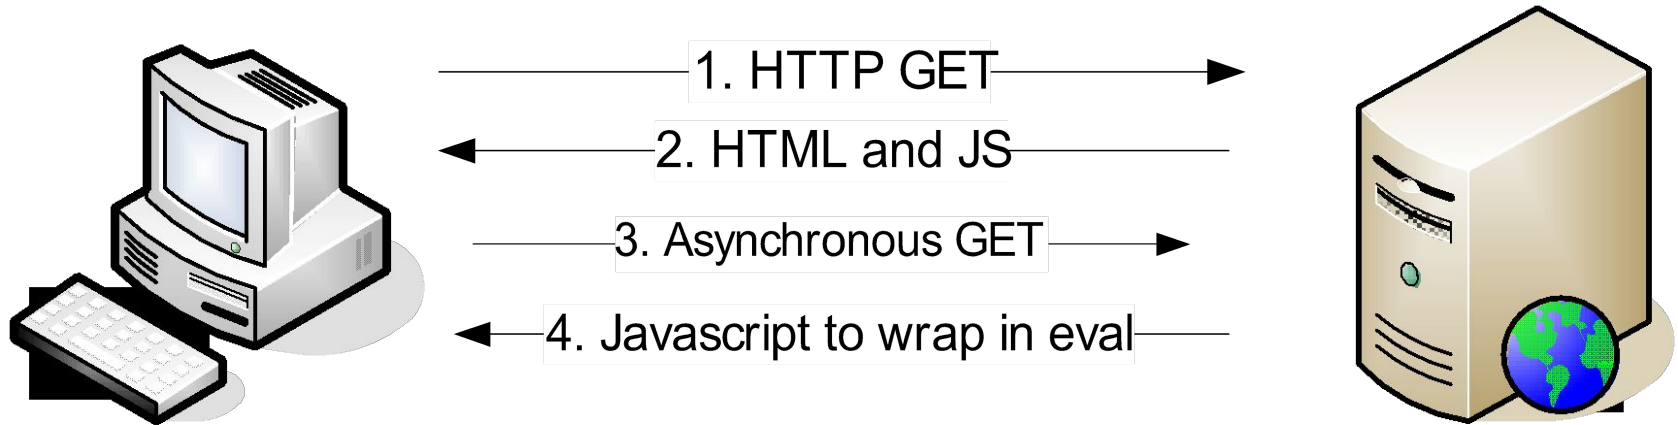 1. HTTP GET
2. HTML and JS
3. Asynchronous GET
4. Javascript to wrap in eval